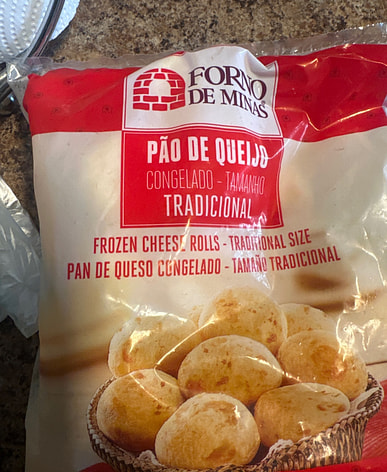 FORNO
DE MINAS
PÃO DE QUEIJO
CONGELADO - TAMANHO
TRADICIONAL
FROZEN CHEESE ROLLS - TRADITIONAL SIZE
PAN DE QUESO CONGELADO - TAMAÑO TRADICIONAL